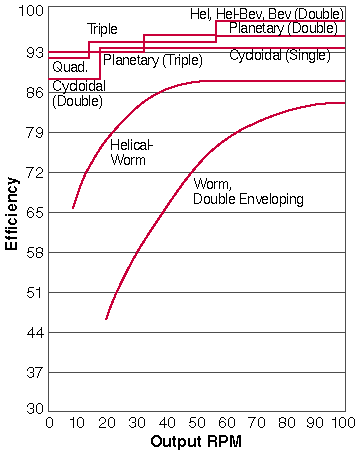 Efficiency
100
93
86
79
72
65
58
51
44
37
30
Hel, Hel-Bev, Bev (Double)
Triple
Planetary (Double)
Cycloidal (Single)
Planetary (Triple)
Quad.
Cycloidal
(Double)
Helical-
Worm
Worm,
Double Enveloping
0 10 20 30 40 50 60 70 80 90 100
Output RPM